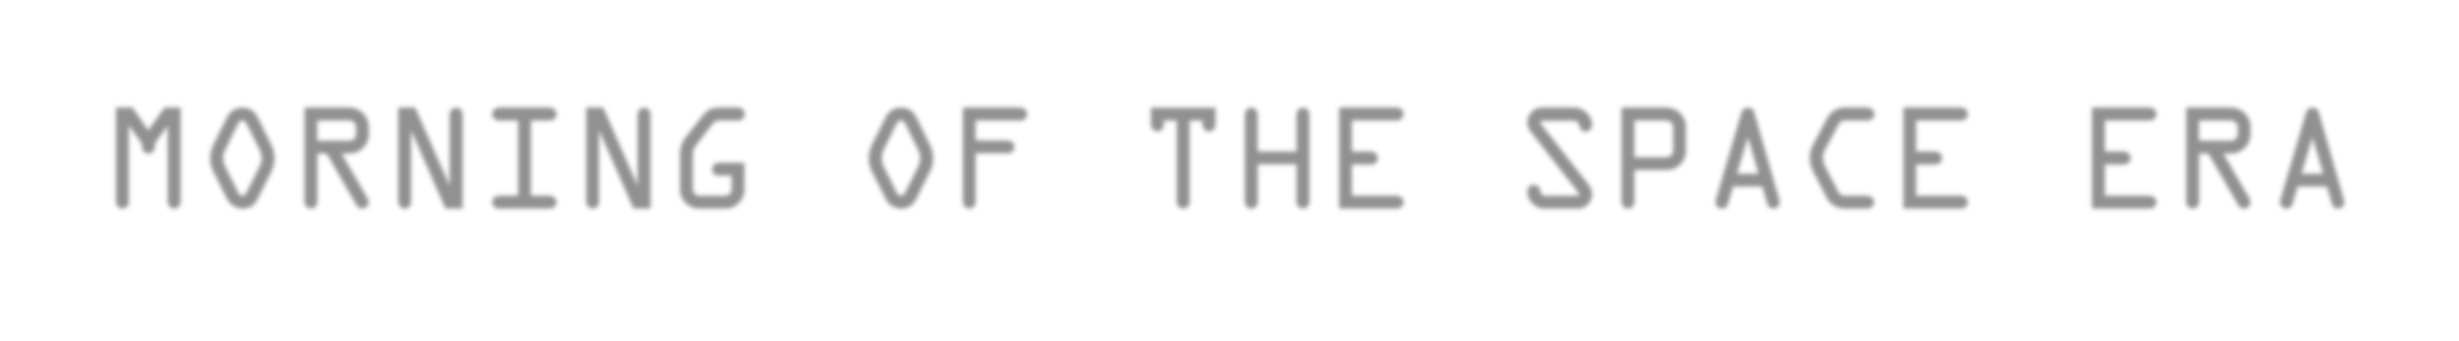 MORNING OF THE SPACE ERA